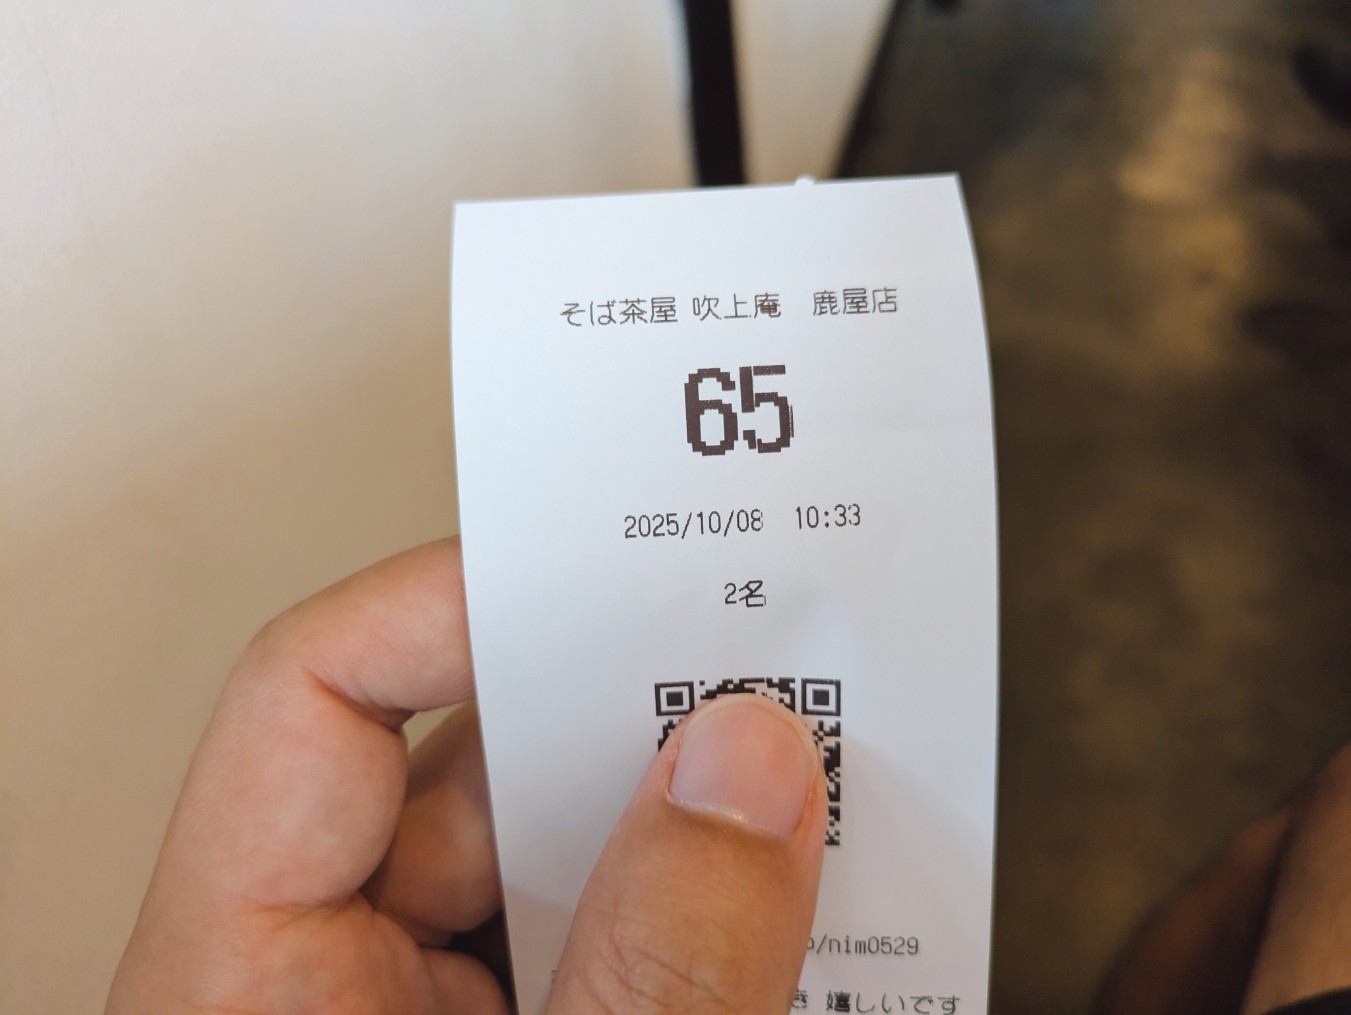 そば茶屋 吹上庵　鹿屋店
65
2025/10/08 10:33
2名
/nim0529
嬉しいです